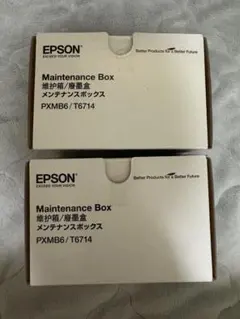 EPSON
EXCEED YOUR VISION
Better Products for a Better Future
Maintenance Box
维护箱/廢墨盒
メンテナンスボックス
PXMB6/T6714
EPSON
EXCEED YOUR VISION
Better Products for a Better Future
Maintenance Box
维护箱/廢墨盒
メンテナンスボックス
PXMB6/T6714